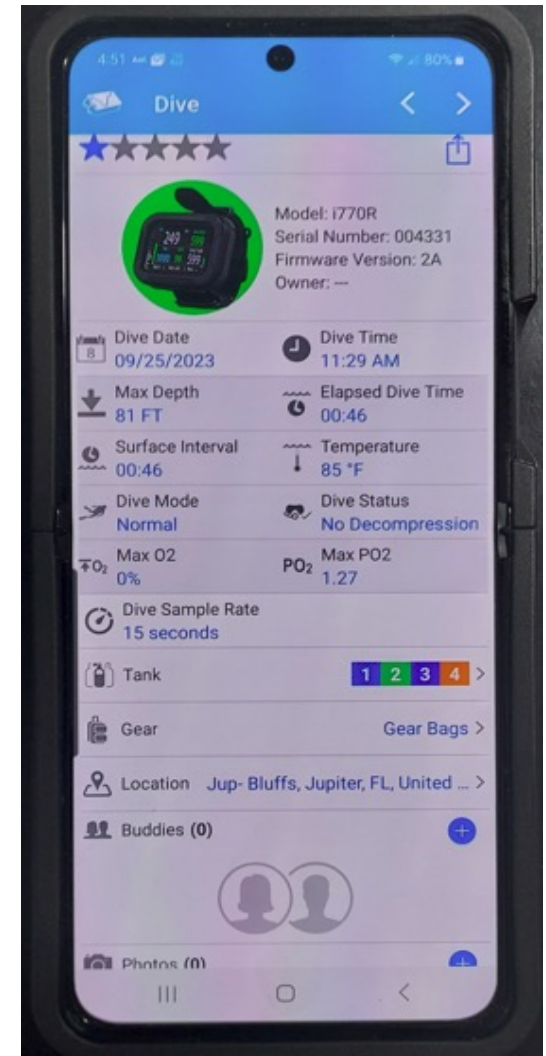 4:51
80%
Dive
Model: i770R
Serial Number: 004331
Firmware Version: 2A
Owner: ---
249
599
Dive Date
8
09/25/2023
Dive Time
11:29 AM
Max Depth
81 FT
Elapsed Dive Time
00:46
Surface Interval
00:46
Temperature
85 °F
Dive Mode
Normal
Dive Status
No Decompression
O₂
Max O2
0%
PO₂
Max PO2
1.27
Dive Sample Rate
15 seconds
Tank
1 2 3 4 >
Gear
Gear Bags >
Location Jup- Bluffs, Jupiter, FL, United ... >
Buddies (0)
Photos (0)